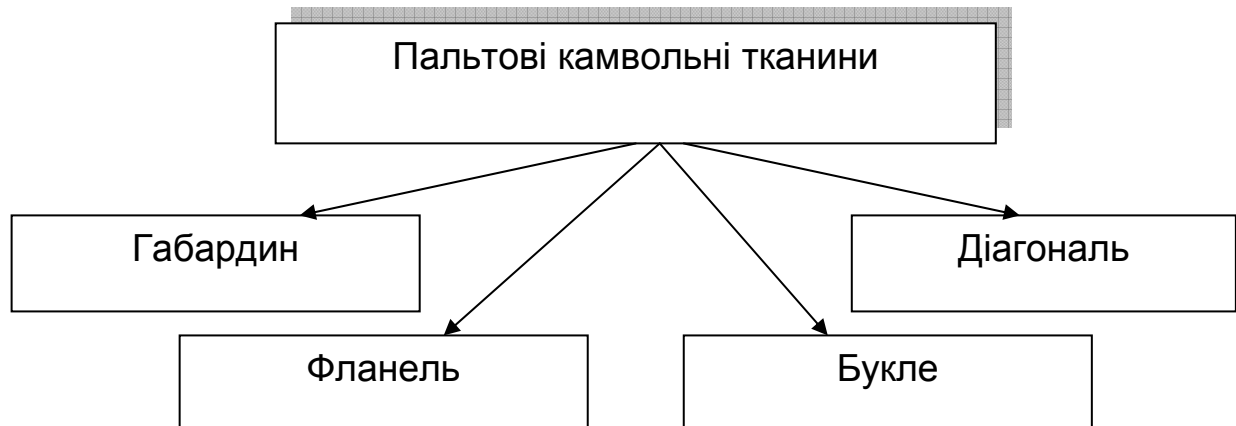 Пальтові камвольні тканини
Габардин
Діагональ
Фланель
Букле